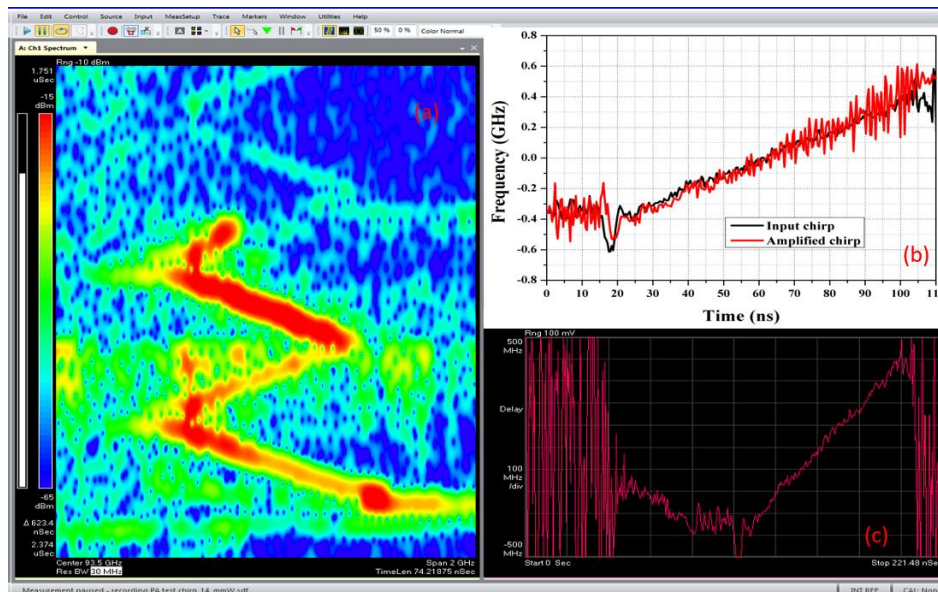 File Edit Control Source Input MeasSetup Trace Markers Window Utilities Help
50 % 0 % Color Normal
A: Ch1 Spectrum
Rng -10 dBm
1.751
uSec
-15
dBm
(a)
-65
dBm
Δ 623.4
nSec
2.374
uSec
Center 93.5 GHz
Span 2 GHz
Res BW 30 MHz
TimeLen 74.21875 nSec
0.8
0.6
0.4
0.2
0.0
-0.2
-0.4
-0.6
-0.8
Frequency (GHz)
Input chirp
Amplified chirp
(b)
0 10 20 30 40 50 60 70 80 90 100 11
Time (ns)
Rng 100 mV
500
MHz
Delay
100
MHz
/div
-500
MHz
(c)
Start 0 Sec
Stop 221.48 nSe
Measurement paused - recording PA test chirp_14_mmW.sdf
INT REF
CAL: Non